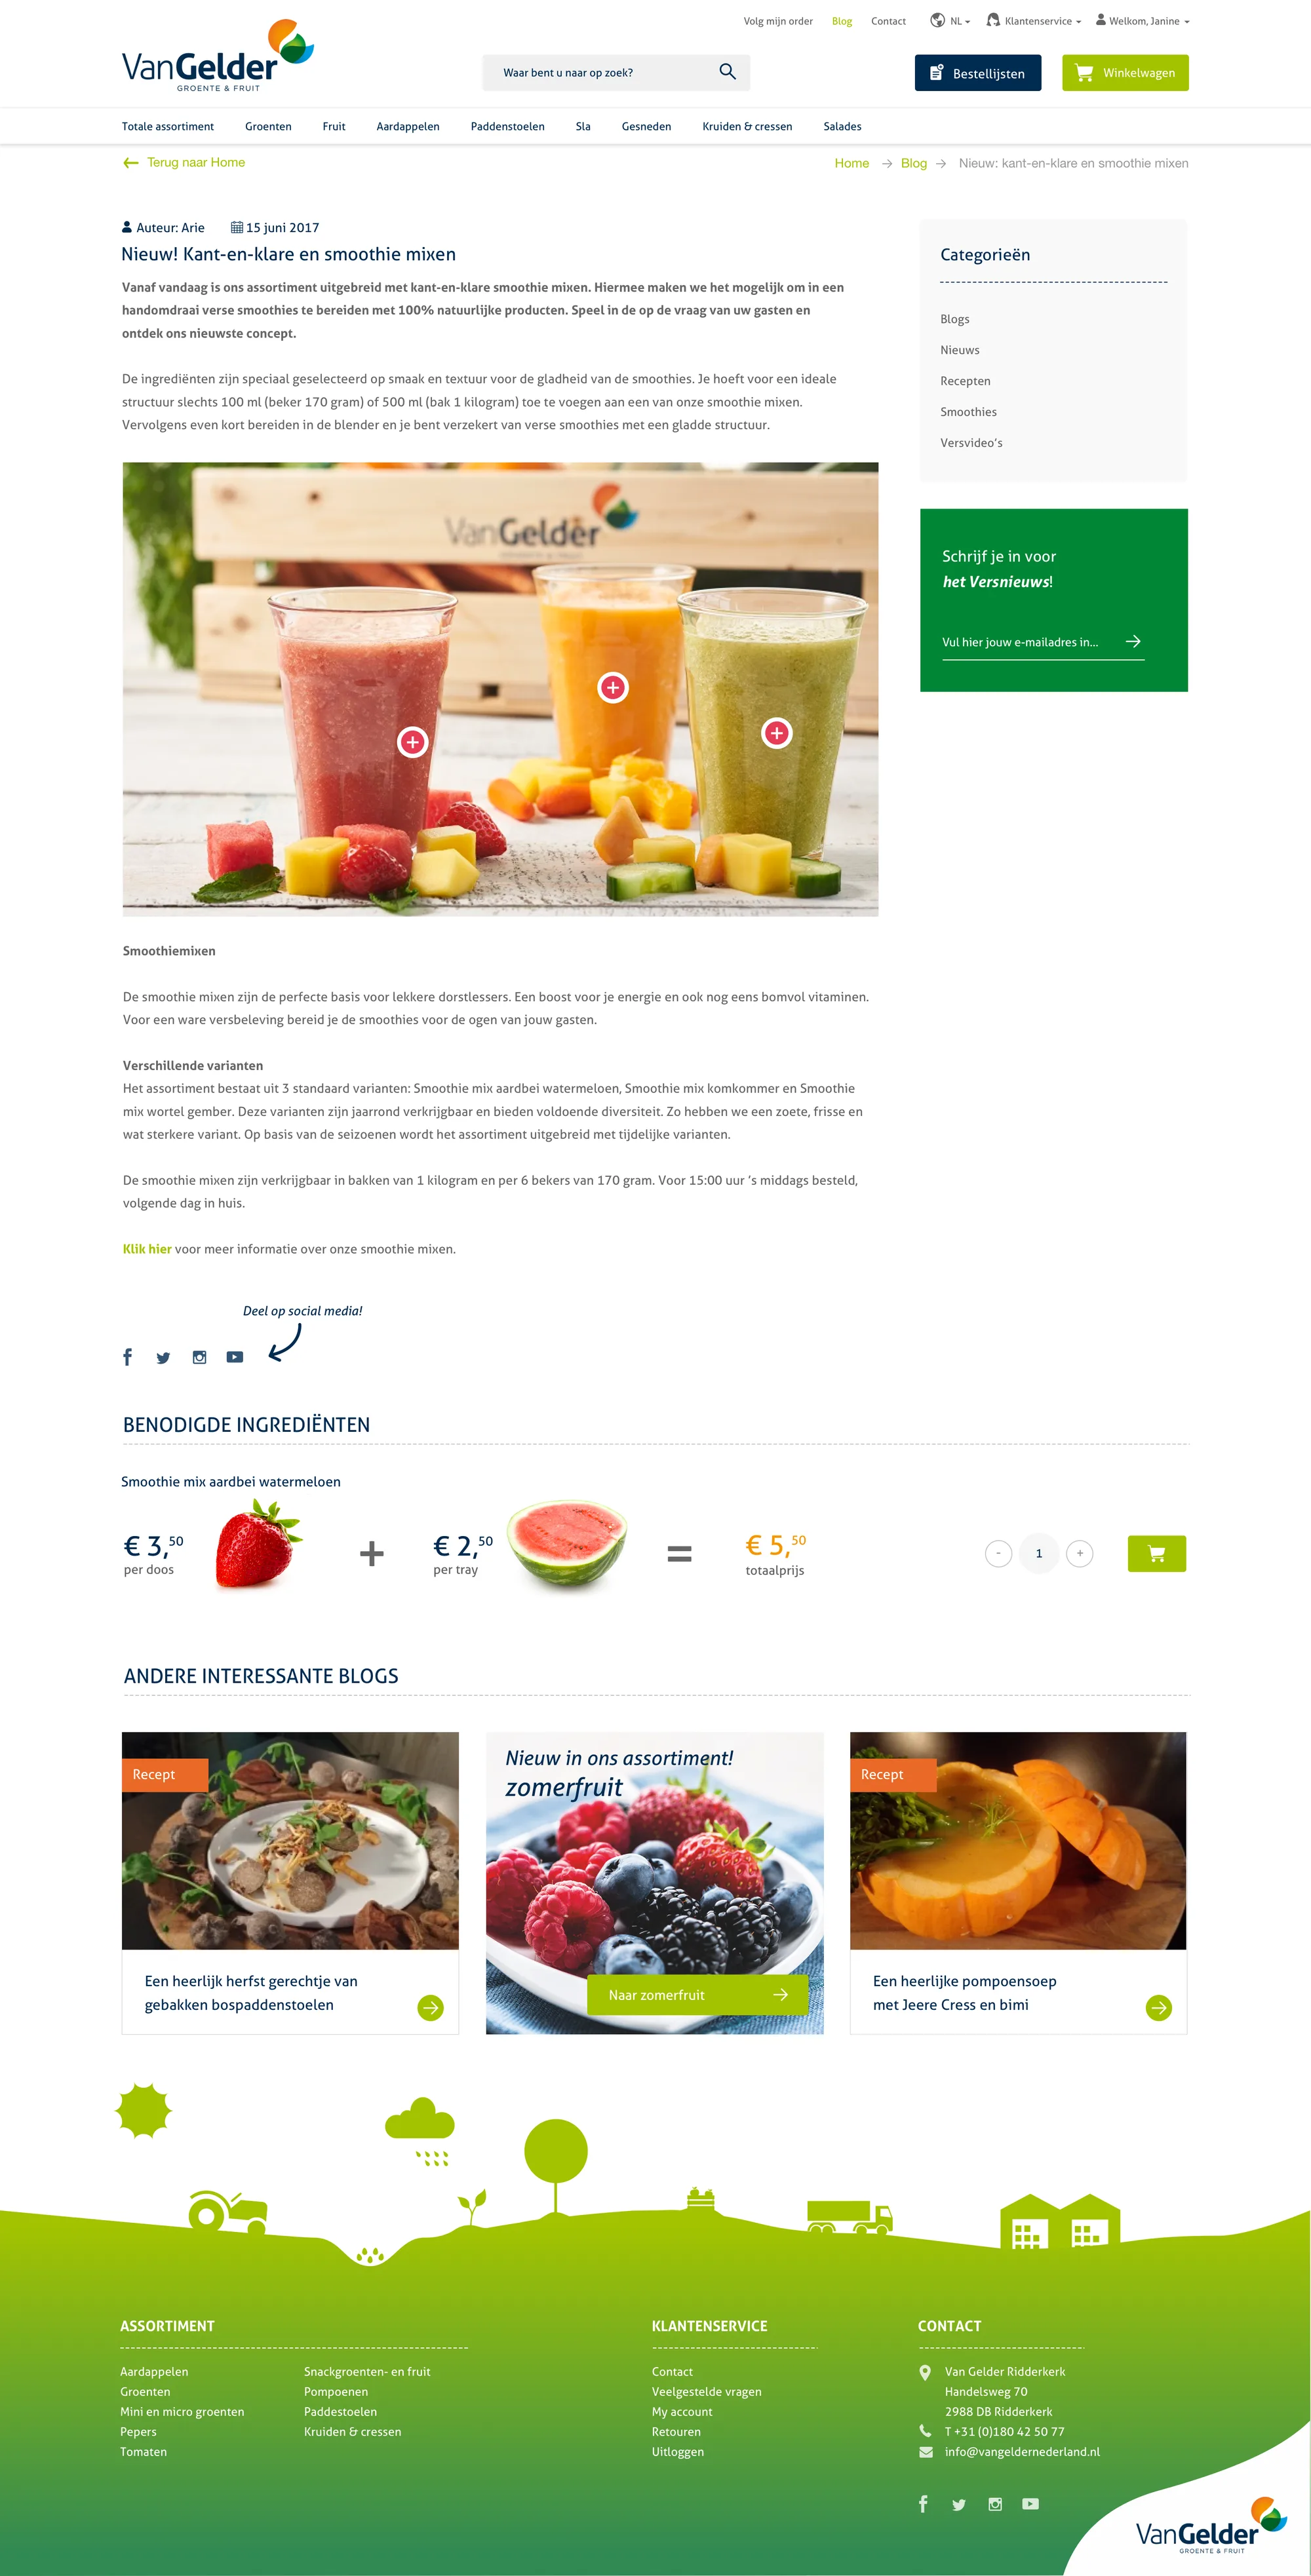 Volg mijn order Blog Contact NL Klantenservice Welkom, Janine
VanGelder
GROENTE & FRUIT
Waar bent u naar op zoek?
Bestellijsten
Winkelwagen
Totale assortiment Groenten Fruit Aardappelen Paddenstoelen Sla Gesneden Kruiden & cressen Salades
← Terug naar Home
Home → Blog → Nieuw: kant-en-klare en smoothie mixen
Auteur: Arie 15 juni 2017
Nieuw! Kant-en-klare en smoothie mixen
Vanaf vandaag is ons assortiment uitgebreid met kant-en-klare smoothie mixen. Hiermee maken we het mogelijk om in een
handomdraai verse smoothies te bereiden met 100% natuurlijke producten. Speel in de op de vraag van uw gasten en
ontdek ons nieuwste concept.
De ingrediënten zijn speciaal geselecteerd op smaak en textuur voor de gladheid van de smoothies. Je hoeft voor een ideale
structuur slechts 100 ml (beker 170 gram) of 500 ml (bak 1 kilogram) toe te voegen aan een van onze smoothie mixen.
Vervolgens even kort bereiden in de blender en je bent verzekert van verse smoothies met een gladde structuur.
VanGelder
GROENTE & FRUIT
Categorieën
Blogs
Nieuws
Recepten
Smoothies
Versvideo's
Schrijf je in voor
het Versnieuws!
Vul hier jouw e-mailadres in... →
Smoothiemixen
De smoothie mixen zijn de perfecte basis voor lekkere dorstlessers. Een boost voor je energie en ook nog eens bomvol vitaminen.
Voor een ware versbeleving bereid je de smoothies voor de ogen van jouw gasten.
Verschillende varianten
Het assortiment bestaat uit 3 standaard varianten: Smoothie mix aardbei watermeloen, Smoothie mix komkommer en Smoothie
mix wortel gember. Deze varianten zijn jaarrond verkrijgbaar en bieden voldoende diversiteit. Zo hebben we een zoete, frisse en
wat sterkere variant. Op basis van de seizoenen wordt het assortiment uitgebreid met tijdelijke varianten.
De smoothie mixen zijn verkrijgbaar in bakken van 1 kilogram en per 6 bekers van 170 gram. Voor 15:00 uur 's middags besteld,
volgende dag in huis.
Klik hier voor meer informatie over onze smoothie mixen.
Deel op social media!
BENODIGDE INGREDIËNTEN
Smoothie mix aardbei watermeloen
€ 3,50 + € 2,50 = € 5,50 - 1 +
per doos per tray totaalprijs
ANDERE INTERESSANTE BLOGS
Recept
Een heerlijk herfst gerechtje van
gebakken bospaddenstoelen
Nieuw in ons assortiment!
zomerfruit
Naar zomerfruit →
Recept
Een heerlijke pompoensoep
met Jeere Cress en bimi
ASSORTIMENT
Aardappelen
Groenten
Mini en micro groenten
Pepers
Tomaten
Snackgroenten- en fruit
Pompoenen
Paddestoelen
Kruiden & cressen
KLANTENSERVICE
Contact
Veelgestelde vragen
My account
Retouren
Uitloggen
CONTACT
Van Gelder Ridderkerk
Handelsweg 70
2988 DB Ridderkerk
T +31 (0)180 42 50 77
info@vangeldernederland.nl
VanGelder
GROENTE & FRUIT